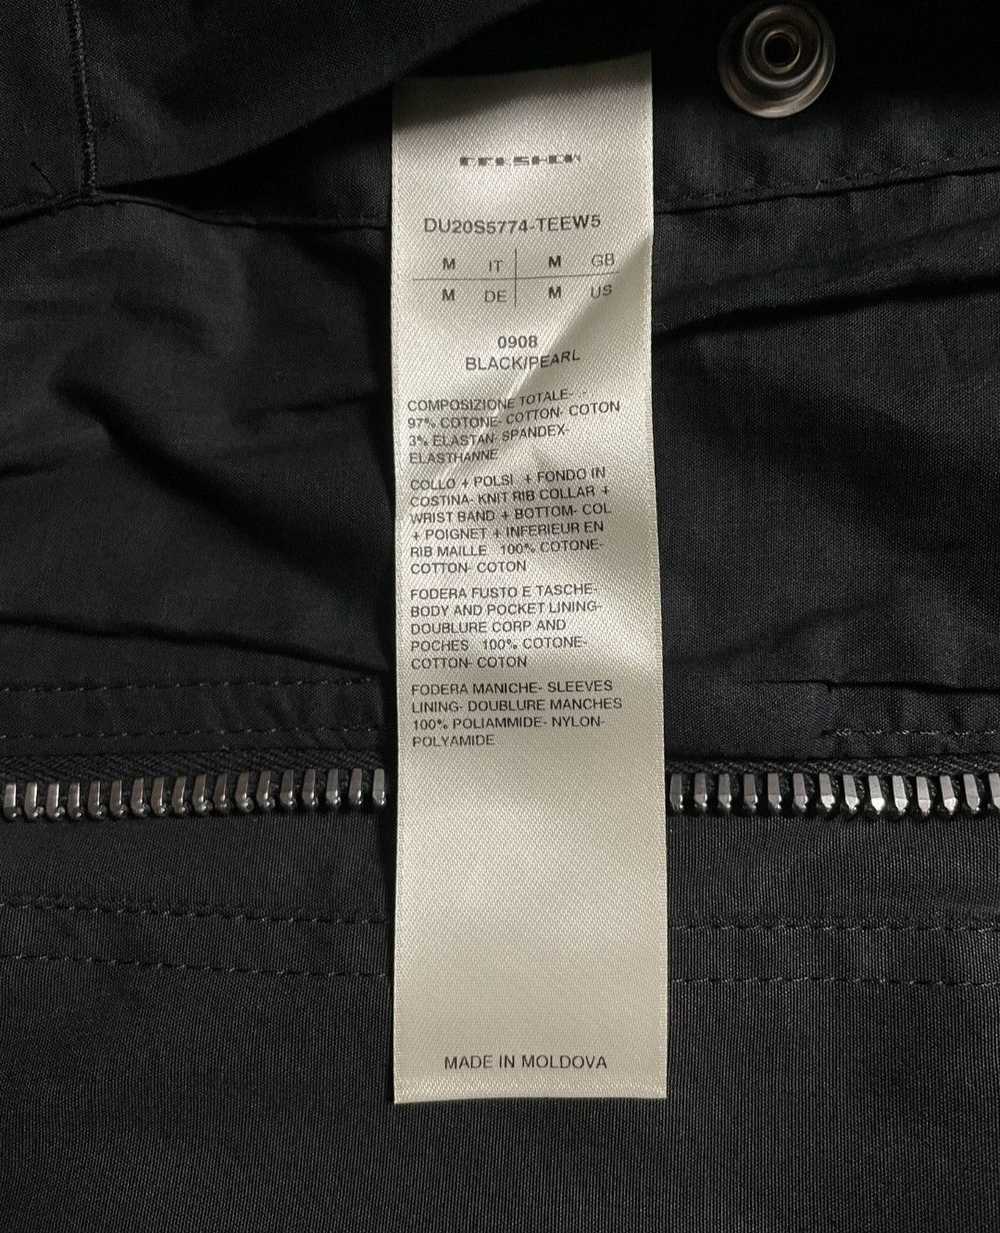 DRKSHDW
DU20S5774-TEEW5
M IT M GB
M DE M US
0908
BLACK/PEARL
COMPOSIZIONE TOTALE- .-
97% COTONE- COTTON- COTON
3% ELASTAN- SPANDEX-
ELASTHANNE
COLLO + POLSI + FONDO IN
COSTINA- KNIT RIB COLLAR +
WRIST BAND + BOTTOM- COL
+ POIGNET + INFERIEUR EN
RIB MAILLE 100% COTONE-
COTTON- COTON
FODERA FUSTO E TASCHE-
BODY AND POCKET LINING-
DOUBLURE CORP AND
POCHES 100% COTONE-
COTTON- COTON
FODERA MANICHE- SLEEVES
LINING- DOUBLURE MANCHES
100% POLIAMMIDE- NYLON-
POLYAMIDE
MADE IN MOLDOVA